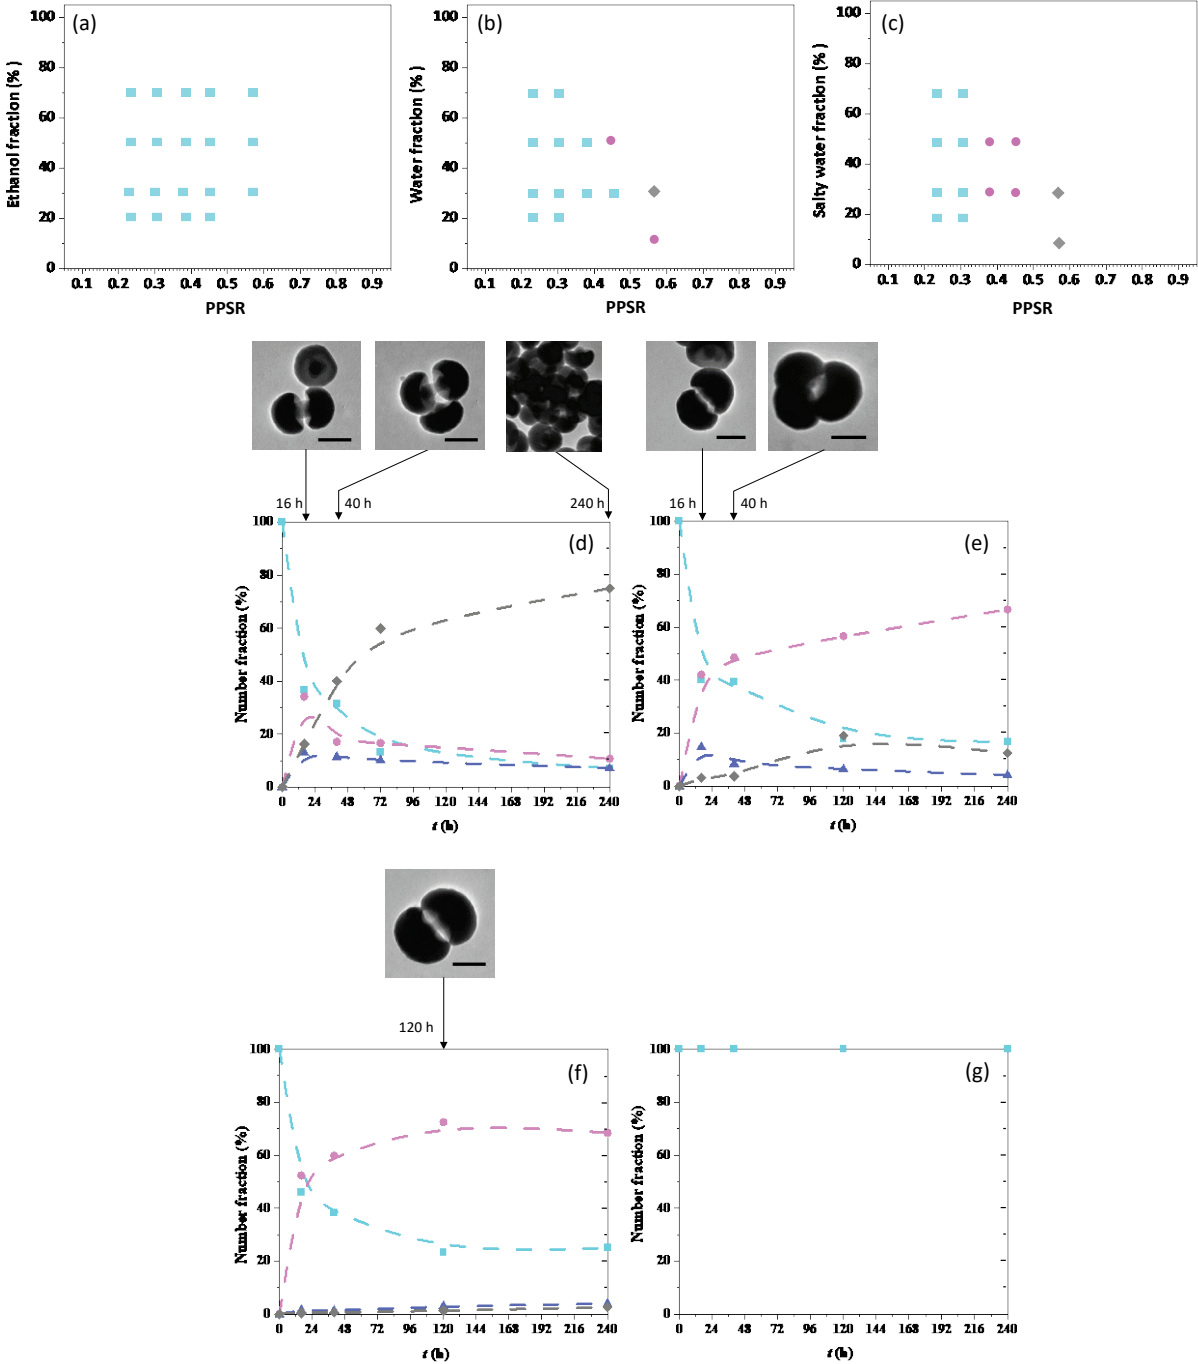 (a)
Ethanol fraction (%)
100
80
60
40
20
0
0.1 0.2 0.3 0.4 0.5 0.6 0.7 0.8 0.9
PPSR
(b)
Water fraction (%)
100
80
60
40
20
0
0.1 0.2 0.3 0.4 0.5 0.6 0.7 0.8 0.9
PPSR
(c)
Salty water fraction (%)
100
80
60
40
20
0
0.1 0.2 0.3 0.4 0.5 0.6 0.7 0.8 0.9
PPSR
16 h
40 h
240 h
(d)
Number fraction (%)
100
80
60
40
20
0
0 24 48 72 96 120 144 168 192 216 240
t (h)
16 h
40 h
(e)
Number fraction (%)
100
80
60
40
20
0
0 24 48 72 96 120 144 168 192 216 240
t (h)
120 h
(f)
Number fraction (%)
100
80
60
40
20
0
0 24 48 72 96 120 144 168 192 216 240
t (h)
(g)
Number fraction (%)
100
80
60
40
20
0
0 24 48 72 96 120 144 168 192 216 240
t (h)